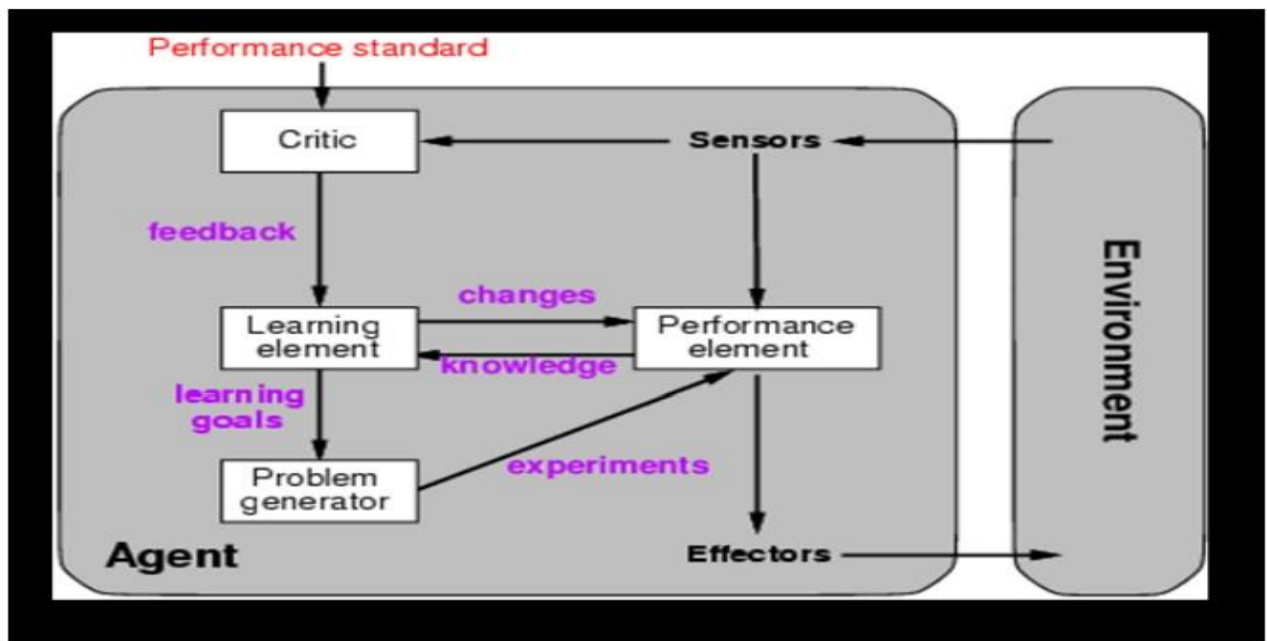 Performance standard
Critic
Sensors
feedback
changes
Learning
element
Performance
element
knowledge
learning
goals
experiments
Problem
generator
Agent
Effectors
Environment